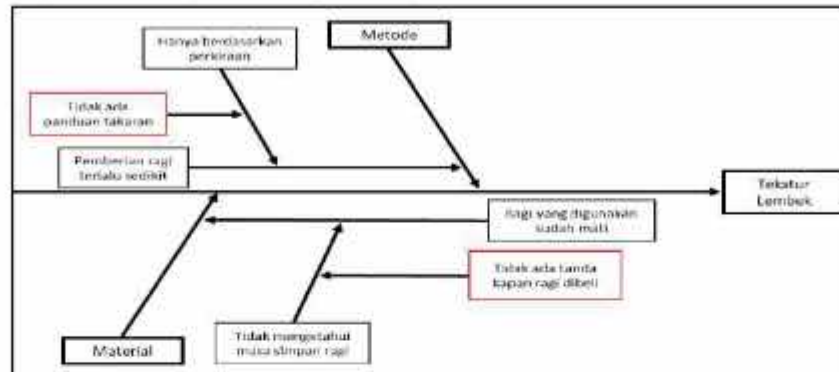 Hanya berdasarkan
perkiraan
Metode
Tidak ada
panduan takaran
Pemberian ragi
terlalu sedikit
Tekstur
Lembek
Ragi yang digunakan
sudah mati
Tidak ada tanda
kapan ragi dibeli
Material
Tidak mengetahui
masa simpan ragi